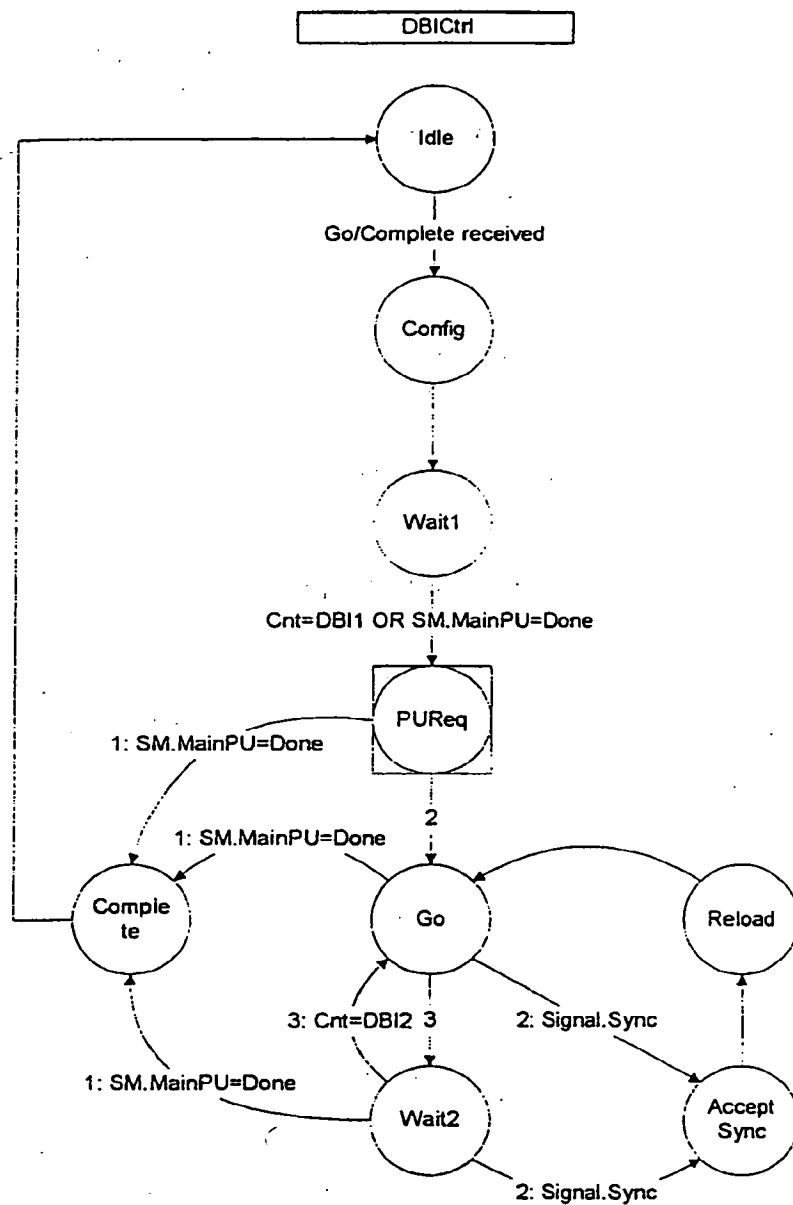 DBICtrl
Idle
Go/Complete received
Config
Wait1
Cnt=DBI1 OR SM.MainPU=Done
PUReq
1: SM.MainPU=Done
2
1: SM.MainPU=Done
Comple
te
Go
Reload
3: Cnt=DBI2
3
2: Signal.Sync
1: SM.MainPU=Done
Wait2
Accept
Sync
2: Signal.Sync